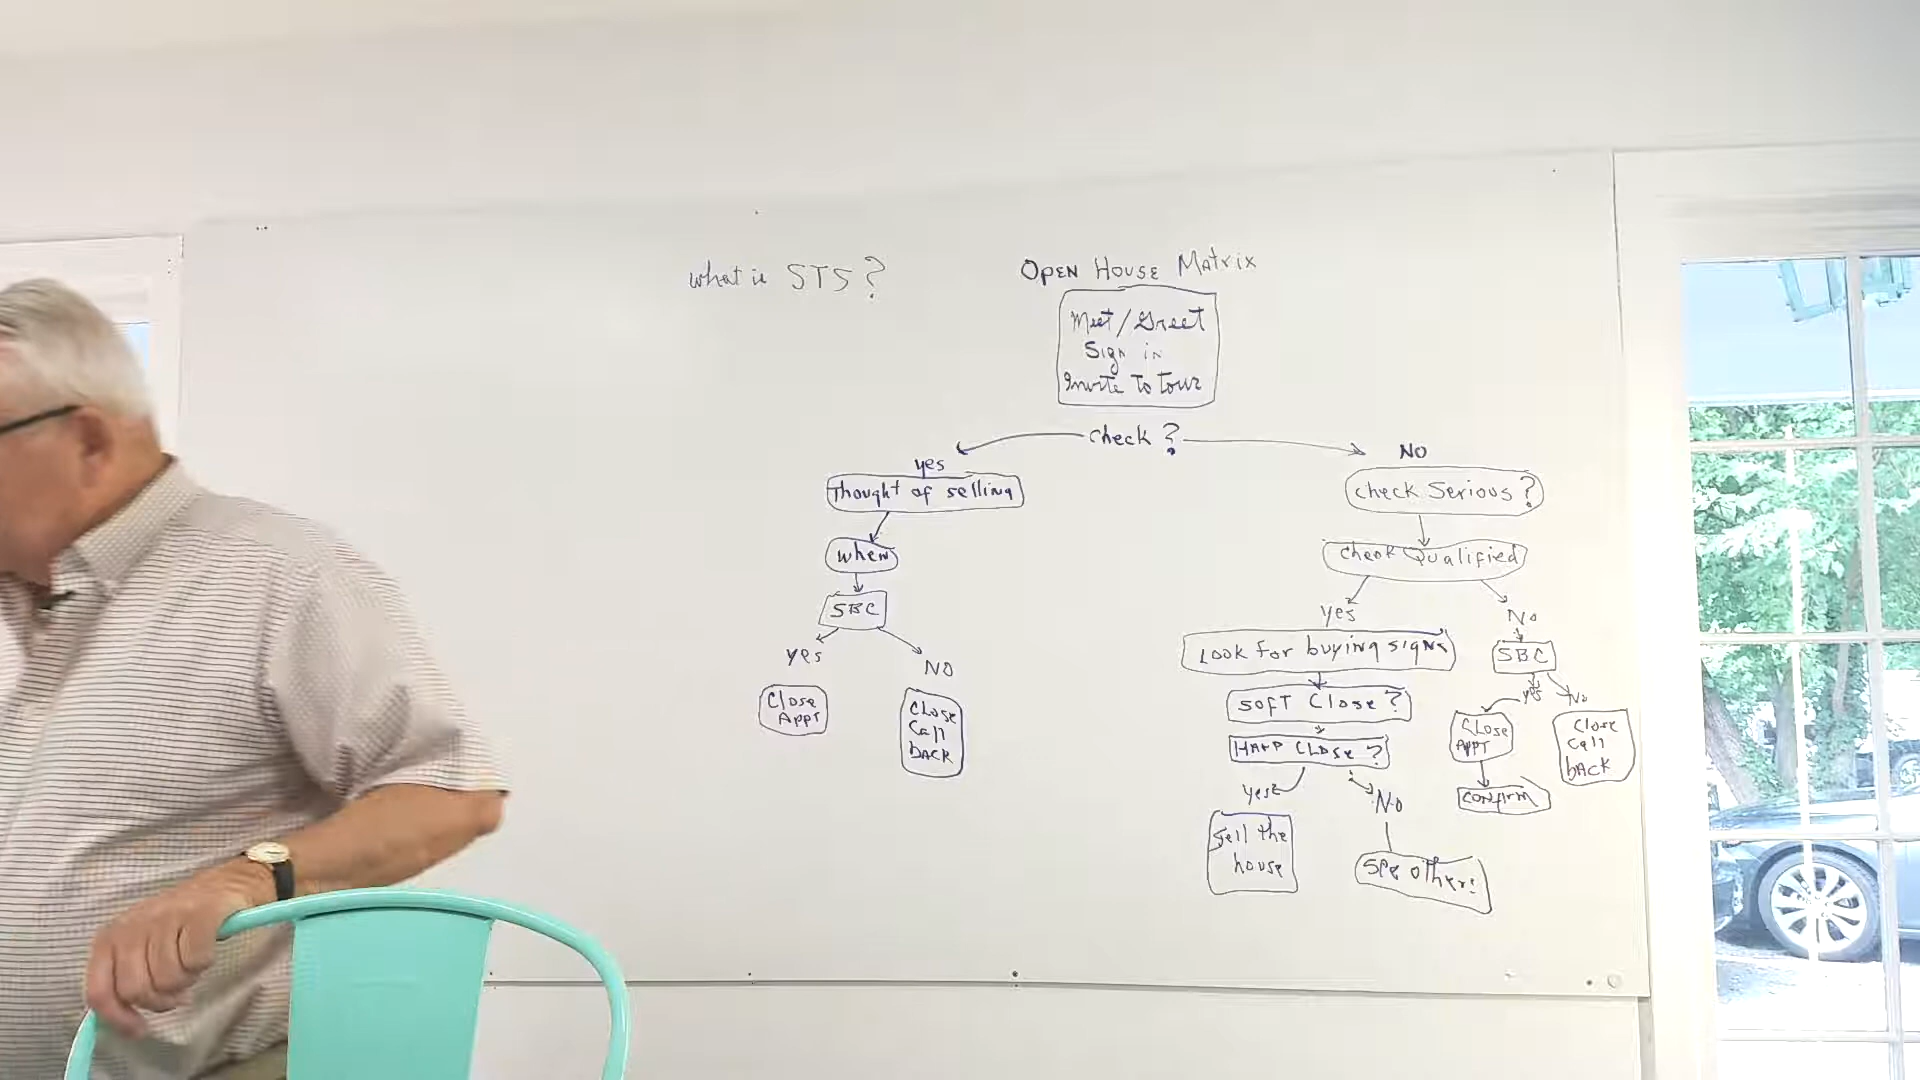 what is STS?
OPEN HOUSE MATRIX
Meet/Greet
Sign in
Invite To Tour
check?
yes
NO
Thought of selling
check Serious?
when
check Qualified
SBC
yes
No
yes
NO
Look for buying signs
SBC
yes
No
Close
APPT
CLose
Call
back
SOFT Close?
HARD CLOSE?
CLose
APPT
Close
Call
bACK
confirm
yes
No
Sell the
house
See others